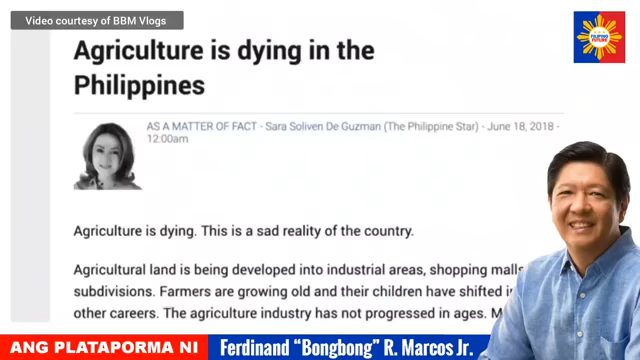 Video courtesy of BBM Vlogs
FILIPINO
FUTURE
Agriculture is dying in the
Philippines
AS A MATTER OF FACT - Sara Soliven De Guzman (The Philippine Star) - June 18, 2018 -
12:00am
Agriculture is dying. This is a sad reality of the country.
Agricultural land is being developed into industrial areas, shopping malls
subdivisions. Farmers are growing old and their children have shifted
other careers. The agriculture industry has not progressed in ages.
ANG PLATAPORMA NI Ferdinand “Bongbong” R. Marcos Jr.